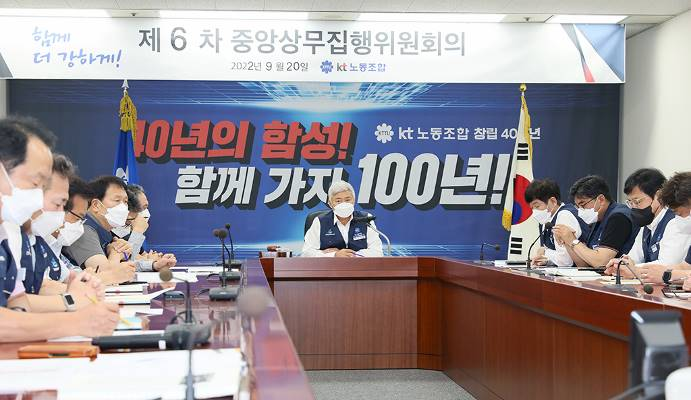 함께
더 강하게!
제 6 차 중앙상무집행위원회의
2022년 9월 20일 kt 노동조합
40년의 함성!
kt 노동조합 창립 40년
함께 가자 100년!